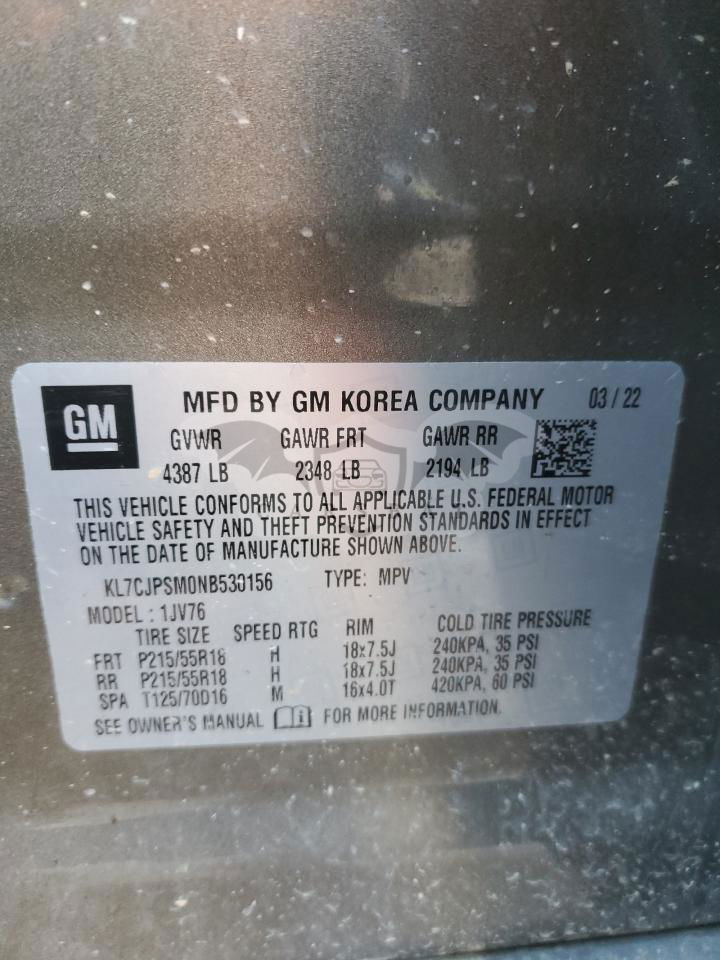 GM
MFD BY GM KOREA COMPANY 03 / 22
GVWR GAWR FRT GAWR RR
4387 LB 2348 LB 2194 LB
THIS VEHICLE CONFORMS TO ALL APPLICABLE U.S. FEDERAL MOTOR
VEHICLE SAFETY AND THEFT PREVENTION STANDARDS IN EFFECT
ON THE DATE OF MANUFACTURE SHOWN ABOVE.
KL7CJPSM0NB530156 TYPE: MPV
MODEL : 1JV76
TIRE SIZE SPEED RTG RIM COLD TIRE PRESSURE
FRT P215/55R18 H 18x7.5J 240KPA, 35 PSI
RR P215/55R18 H 18x7.5J 240KPA, 35 PSI
SPA T125/70D16 M 16x4.0T 420KPA, 60 PSI
SEE OWNER'S MANUAL FOR MORE INFORMATION.